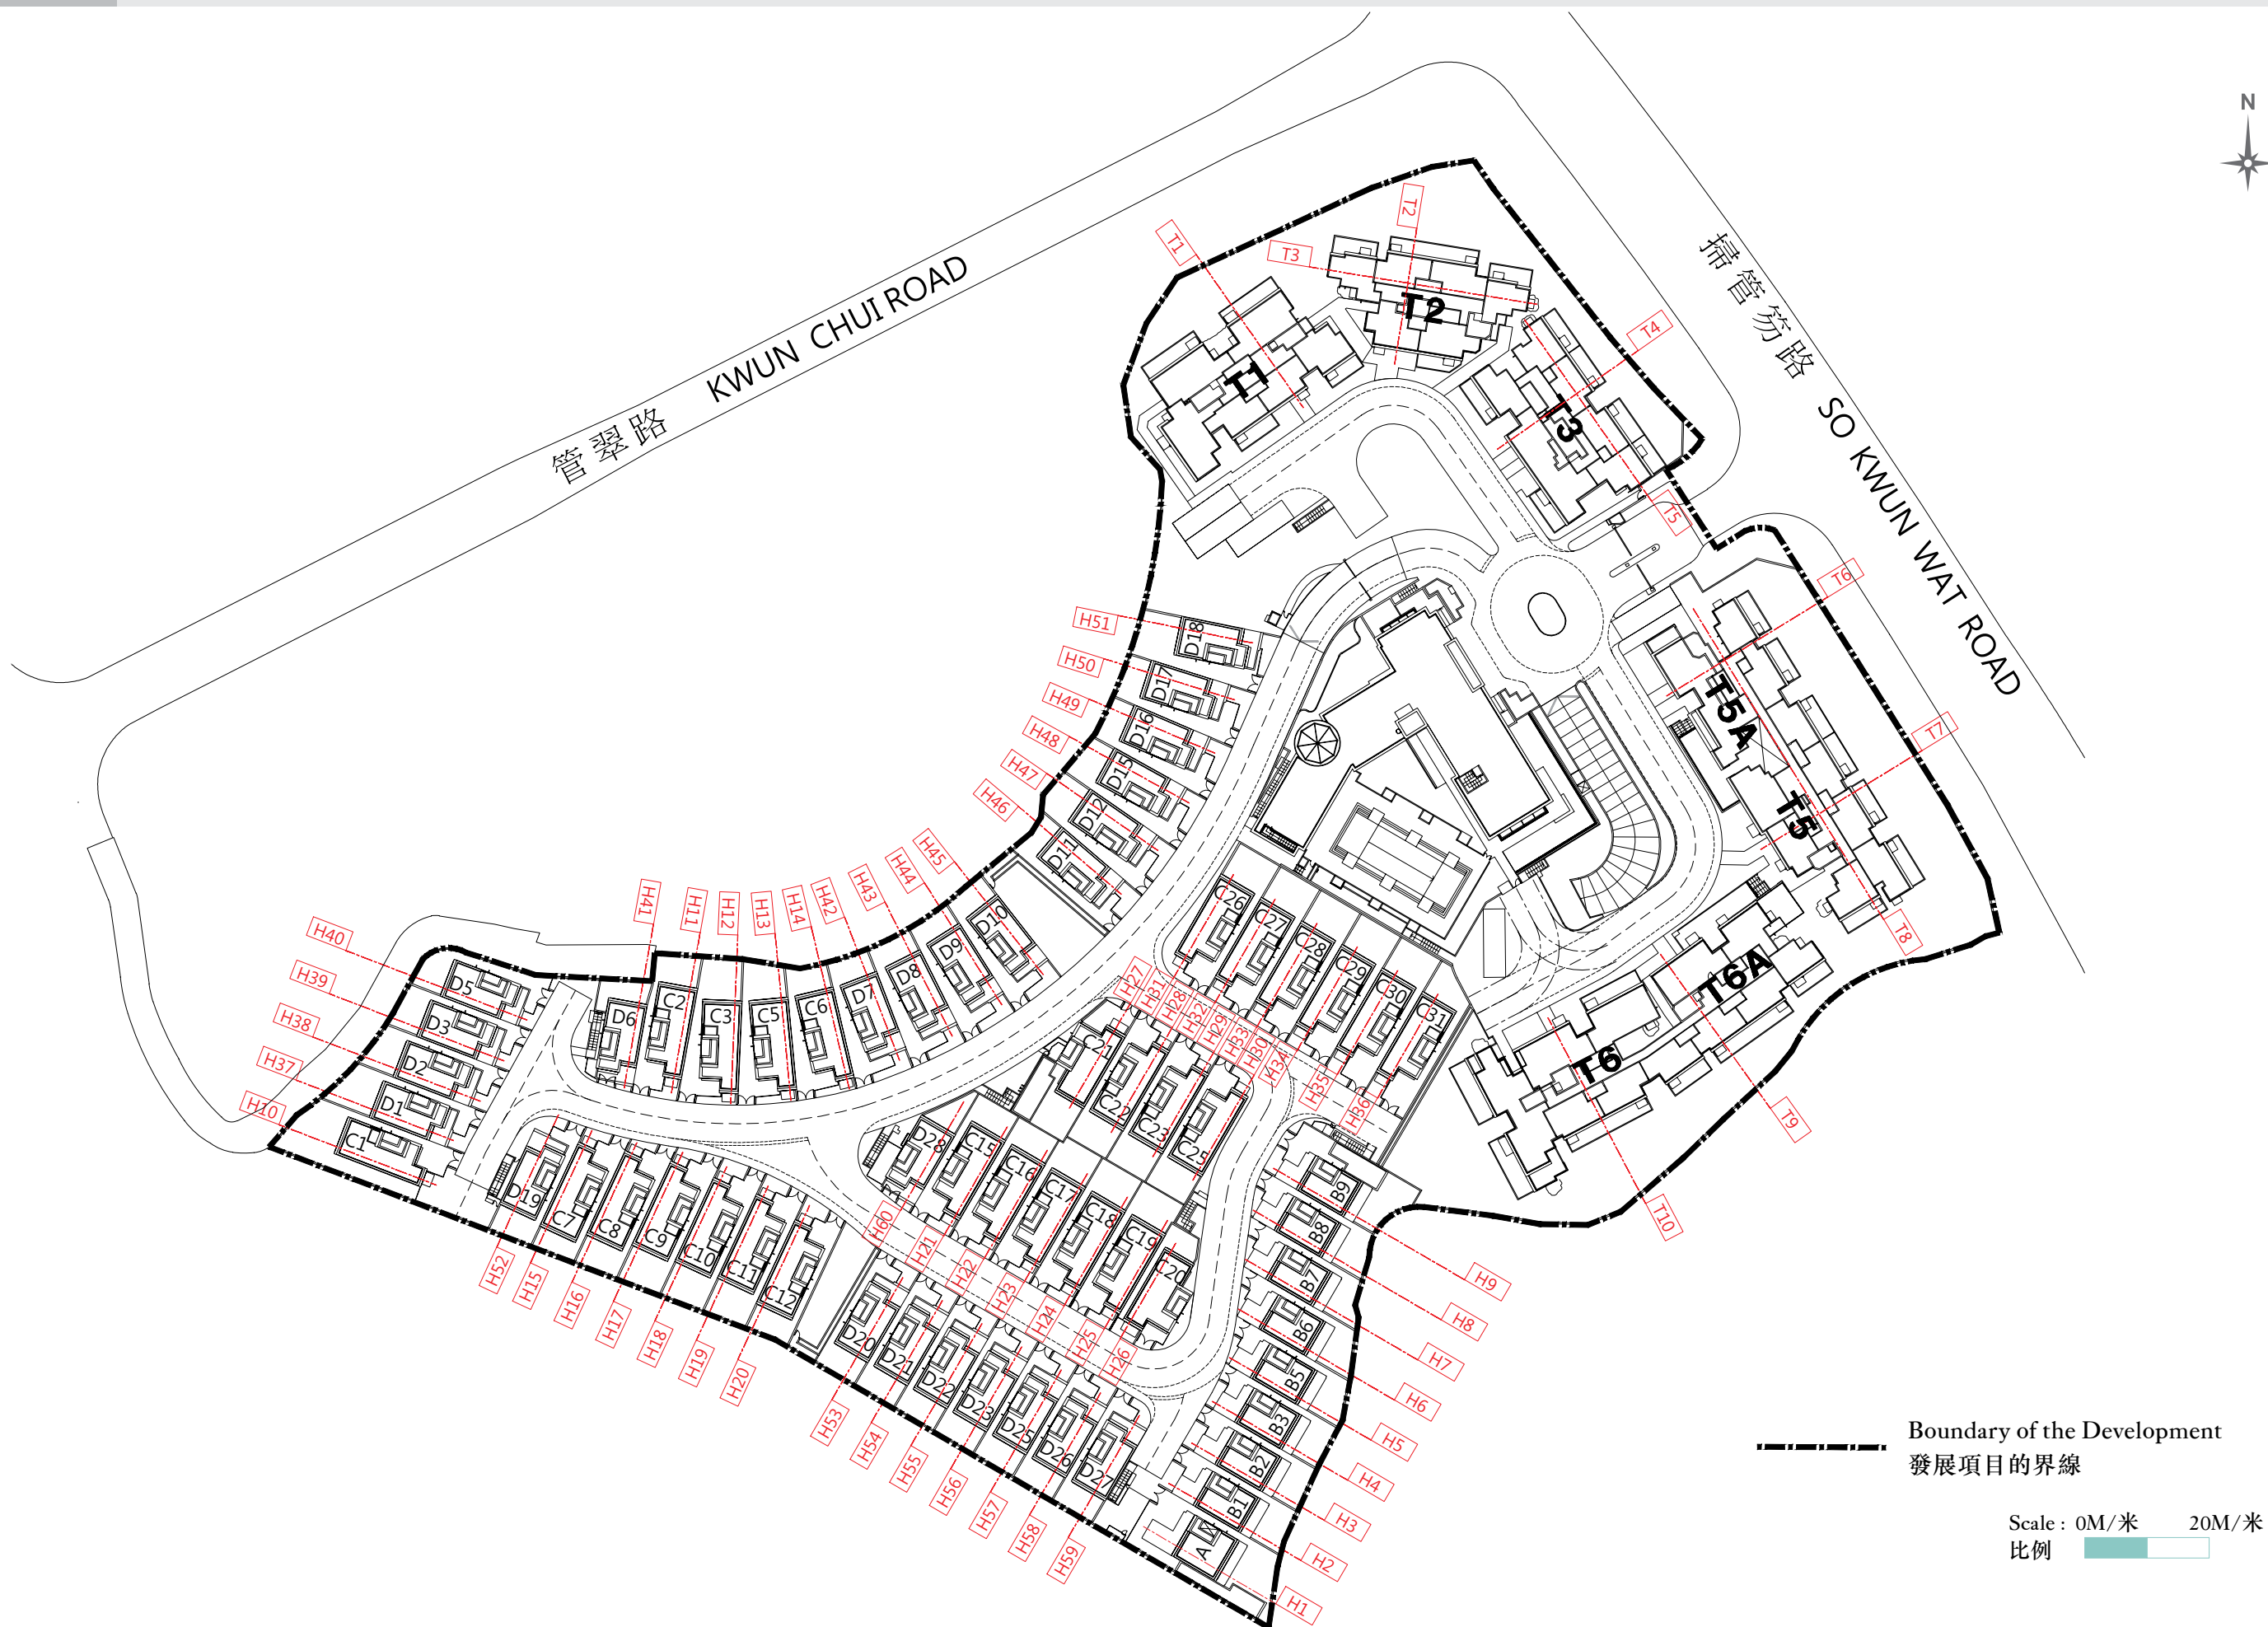 N
管翠路 KWUN CHUI ROAD
掃管笏路 SO KWUN WAT ROAD
T1
T2
T3
T4
T5
T6
T7
T8
T9
T10
T1
T2
T3
T5A
T5
T6A
T6
H51
H50
H49
H48
H47
H46
H45
H44
H43
H42
H14
H13
H12
H11
H41
H40
H39
H38
H37
H10
D18
D17
D16
D15
D12
D11
D10
D9
D8
D7
C6
C5
C3
C2
D6
D5
D3
D2
D1
C1
C26
C27
C28
C29
C30
C31
H27
H31
H28
H32
H29
H33
H30
H34
H35
H36
C21
C22
C23
C25
D28
C15
C16
C17
C18
C19
C20
D19
C7
C8
C9
C10
C11
C12
H52
H15
H16
H17
H18
H19
H20
H60
H21
H22
H23
H24
H25
H26
D20
D21
D22
D23
D25
D26
D27
H53
H54
H55
H56
H57
H58
H59
B9
B8
B7
B6
B5
B3
B2
B1
A
H9
H8
H7
H6
H5
H4
H3
H2
H1
Boundary of the Development
發展項目的界線
Scale : 0M/米 20M/米
比例